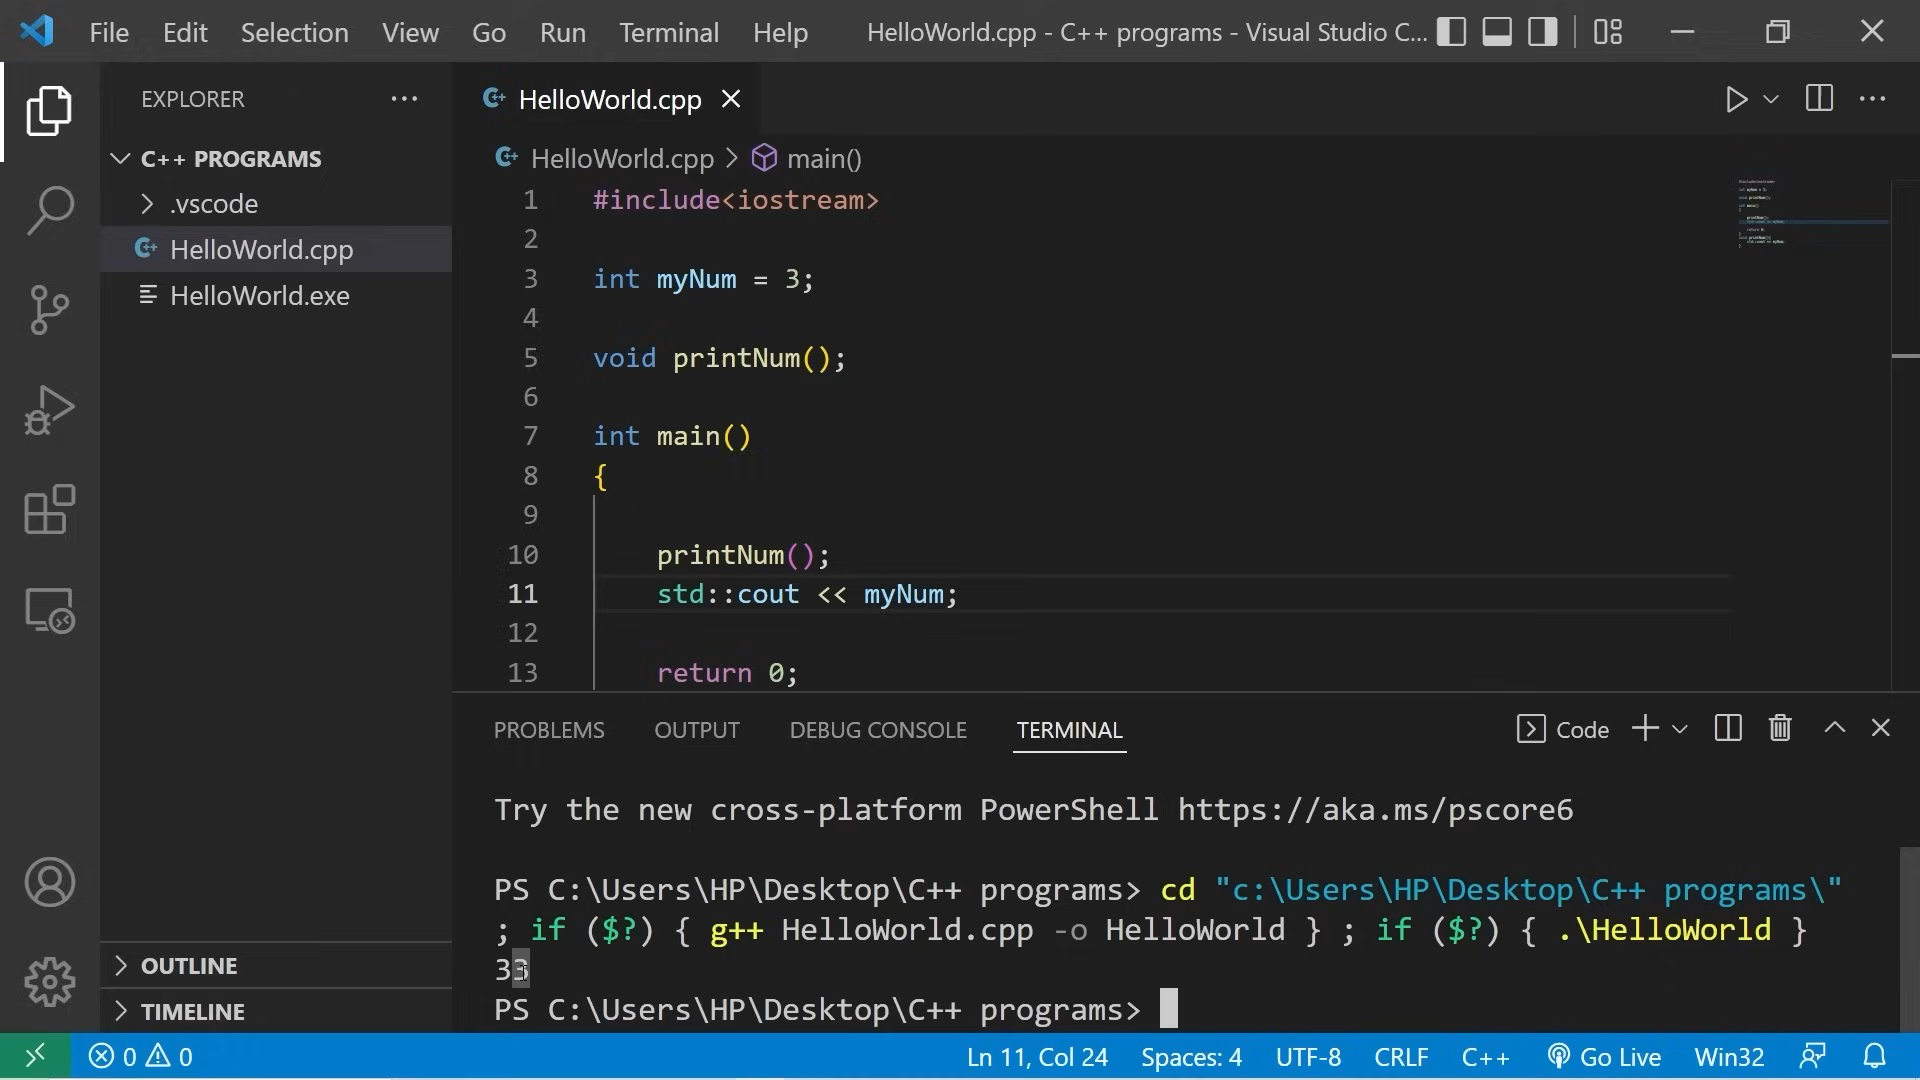 File Edit Selection View Go Run Terminal Help HelloWorld.cpp - C++ programs - Visual Studio C...
EXPLORER
C++ PROGRAMS
.vscode
HelloWorld.cpp
HelloWorld.exe
OUTLINE
TIMELINE
HelloWorld.cpp
HelloWorld.cpp > main()
1 #include<iostream>
2
3 int myNum = 3;
4
5 void printNum();
6
7 int main()
8 {
9
10 printNum();
11 std::cout << myNum;
12
13 return 0;
PROBLEMS OUTPUT DEBUG CONSOLE TERMINAL Code
Try the new cross-platform PowerShell https://aka.ms/pscore6
PS C:\Users\HP\Desktop\C++ programs> cd "c:\Users\HP\Desktop\C++ programs\"
; if ($?) { g++ HelloWorld.cpp -o HelloWorld } ; if ($?) { .\HelloWorld }
33
PS C:\Users\HP\Desktop\C++ programs>
0 0 Ln 11, Col 24 Spaces: 4 UTF-8 CRLF C++ Go Live Win32